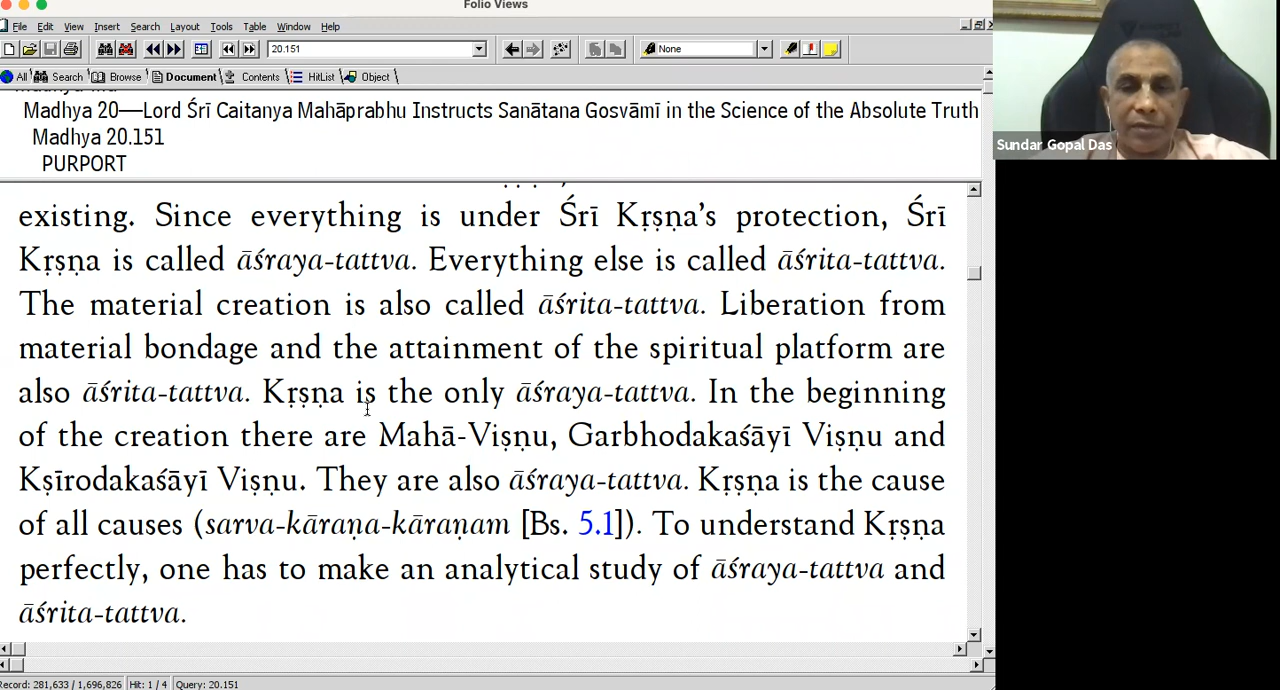 Folio Views
File Edit View Insert Search Layout Tools Table Window Help
20.151 None
All Search Browse Document Contents HitList Object
Madhya 20—Lord Śrī Caitanya Mahāprabhu Instructs Sanātana Gosvāmī in the Science of the Absolute Truth
Madhya 20.151
PURPORT
Sundar Gopal Das
existing. Since everything is under Śrī Kṛṣṇa's protection, Śrī
Kṛṣṇa is called āśraya-tattva. Everything else is called āśrita-tattva.
The material creation is also called āśrita-tattva. Liberation from
material bondage and the attainment of the spiritual platform are
also āśrita-tattva. Kṛṣṇa is the only āśraya-tattva. In the beginning
of the creation there are Mahā-Viṣṇu, Garbhodakaśāyī Viṣṇu and
Kṣīrodakaśāyī Viṣṇu. They are also āśraya-tattva. Kṛṣṇa is the cause
of all causes (sarva-kāraṇa-kāraṇam [Bs. 5.1]). To understand Kṛṣṇa
perfectly, one has to make an analytical study of āśraya-tattva and
āśrita-tattva.
Record: 281,633 / 1,696,826 Hit: 1 / 4 Query: 20.151